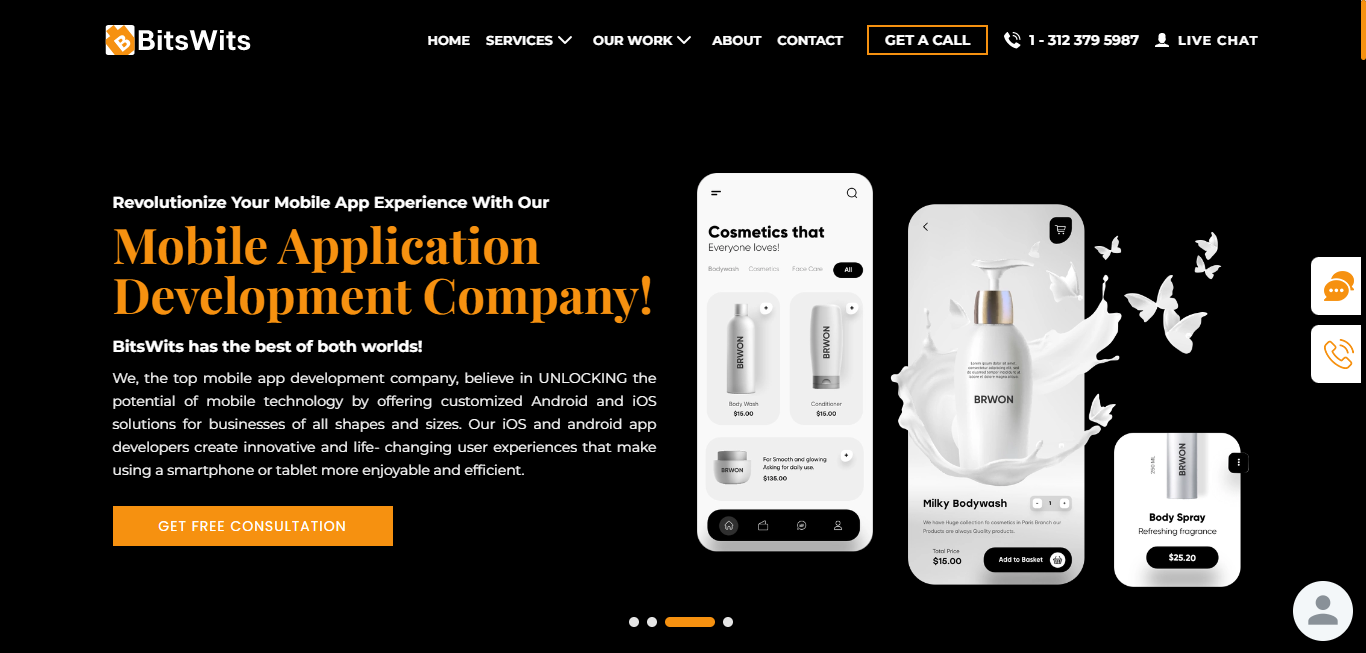 BitsWits
HOME SERVICES OUR WORK ABOUT CONTACT GET A CALL 1 - 312 379 5987 LIVE CHAT
Revolutionize Your Mobile App Experience With Our
Mobile Application
Development Company!
BitsWits has the best of both worlds!
We, the top mobile app development company, believe in UNLOCKING the
potential of mobile technology by offering customized Android and iOS
solutions for businesses of all shapes and sizes. Our iOS and android app
developers create innovative and life- changing user experiences that make
using a smartphone or tablet more enjoyable and efficient.
GET FREE CONSULTATION
Cosmetics that
Everyone loves!
Bodywash Cosmetics Face Care All
BRWON
BRWON
Body Wash
$15.00
Conditioner
$15.00
BRWON
For Smooth and glowing
Asking for daily use.
$135.00
BRWON
Milky Bodywash
- 1 +
We have Huge collection to cosmetics in Paris Branch our
Products are always Quality products.
Total Price
$15.00
Add to Basket
250 ML
BRWON
Body Spray
Refreshing fragrance
$25.20